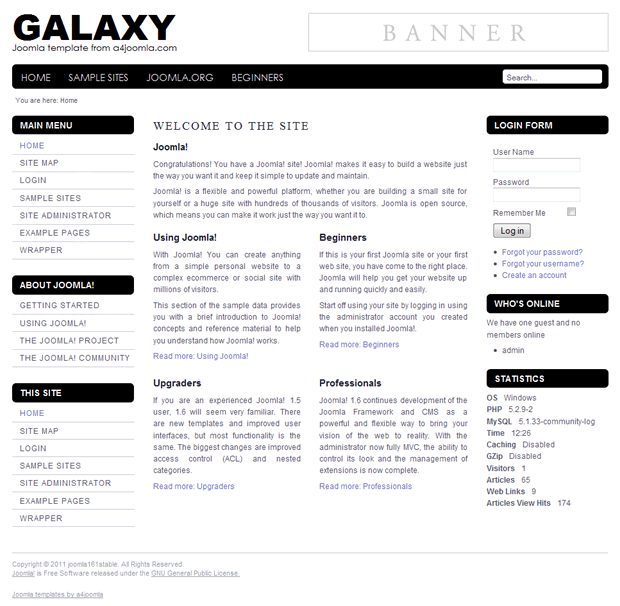 GALAXY
Joomla template from a4joomla.com
BANNER
HOME SAMPLE SITES JOOMLA.ORG BEGINNERS
Search...
You are here: Home
MAIN MENU
HOME
SITE MAP
LOGIN
SAMPLE SITES
SITE ADMINISTRATOR
EXAMPLE PAGES
WRAPPER
ABOUT JOOMLA!
GETTING STARTED
USING JOOMLA!
THE JOOMLA! PROJECT
THE JOOMLA! COMMUNITY
THIS SITE
HOME
SITE MAP
LOGIN
SAMPLE SITES
SITE ADMINISTRATOR
EXAMPLE PAGES
WRAPPER
WELCOME TO THE SITE
Joomla!
Congratulations! You have a Joomla! site! Joomla! makes it easy to build a website just
the way you want it and keep it simple to update and maintain.
Joomla! is a flexible and powerful platform, whether you are building a small site for
yourself or a huge site with hundreds of thousands of visitors. Joomla is open source,
which means you can make it work just the way you want it to.
Using Joomla!
With Joomla! You can create anything
from a simple personal website to a
complex ecommerce or social site with
millions of visitors.
This section of the sample data provides
you with a brief introduction to Joomla!
concepts and reference material to help
you understand how Joomla! works.
Read more: Using Joomla!
Beginners
If this is your first Joomla site or your first
web site, you have come to the right place.
Joomla will help you get your website up
and running quickly and easily.
Start off using your site by logging in using
the administrator account you created
when you installed Joomla!.
Read more: Beginners
Upgraders
If you are an experienced Joomla! 1.5
user, 1.6 will seem very familiar. There
are new templates and improved user
interfaces, but most functionality is the
same. The biggest changes are improved
access control (ACL) and nested
categories.
Read more: Upgraders
Professionals
Joomla! 1.6 continues development of the
Joomla Framework and CMS as a
powerful and flexible way to bring your
vision of the web to reality. With the
administrator now fully MVC, the ability to
control its look and the management of
extensions is now complete.
Read more: Professionals
LOGIN FORM
User Name
Password
Remember Me
Log in
Forgot your password?
Forgot your username?
Create an account
WHO'S ONLINE
We have one guest and no
members online
admin
STATISTICS
OS Windows
PHP 5.2.9-2
MySQL 5.1.33-community-log
Time 12:26
Caching Disabled
GZip Disabled
Visitors 1
Articles 65
Web Links 9
Articles View Hits 174
Copyright © 2011 joomla161stable. All Rights Reserved.
Joomla! is Free Software released under the GNU General Public License.
Joomla templates by a4joomla